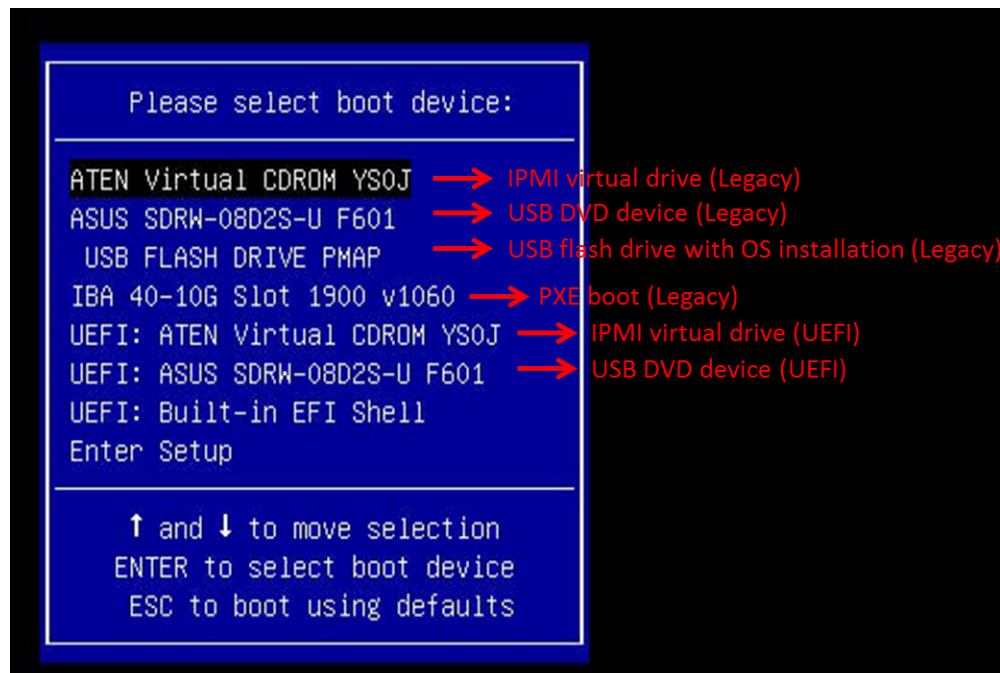 Please select boot device:
ATEN Virtual CDROM YS0J → IPMI virtual drive (Legacy)
ASUS SDRW-08D2S-U F601 → USB DVD device (Legacy)
USB FLASH DRIVE PMAP → USB flash drive with OS installation (Legacy)
IBA 40-10G Slot 1900 v1060 → PXE boot (Legacy)
UEFI: ATEN Virtual CDROM YS0J → IPMI virtual drive (UEFI)
UEFI: ASUS SDRW-08D2S-U F601 → USB DVD device (UEFI)
UEFI: Built-in EFI Shell
Enter Setup
↑ and ↓ to move selection
ENTER to select boot device
ESC to boot using defaults